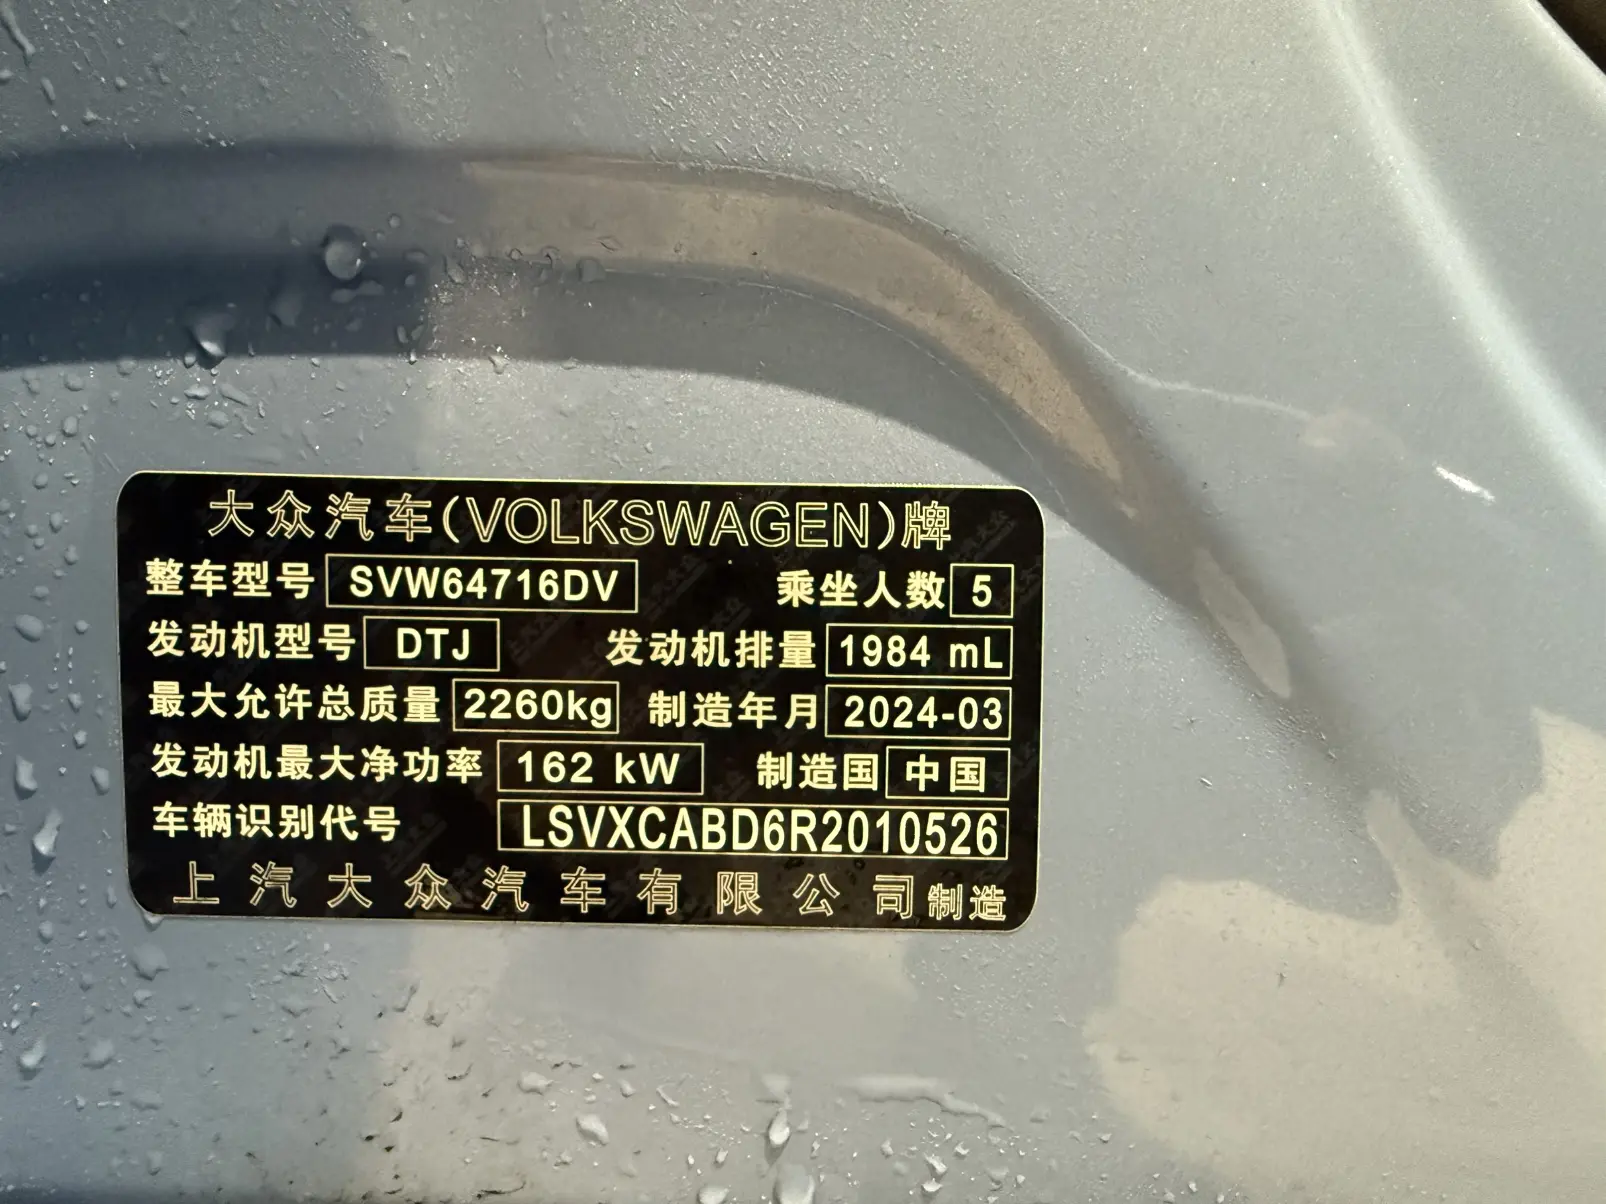 大众汽车(VOLKSWAGEN)牌
整车型号 SVW64716DV 乘坐人数 5
发动机型号 DTJ 发动机排量 1984 mL
最大允许总质量 2260kg 制造年月 2024-03
发动机最大净功率 162 kW 制造国 中国
车辆识别代号 LSVXCABD6R2010526
上汽大众汽车有限公司制造